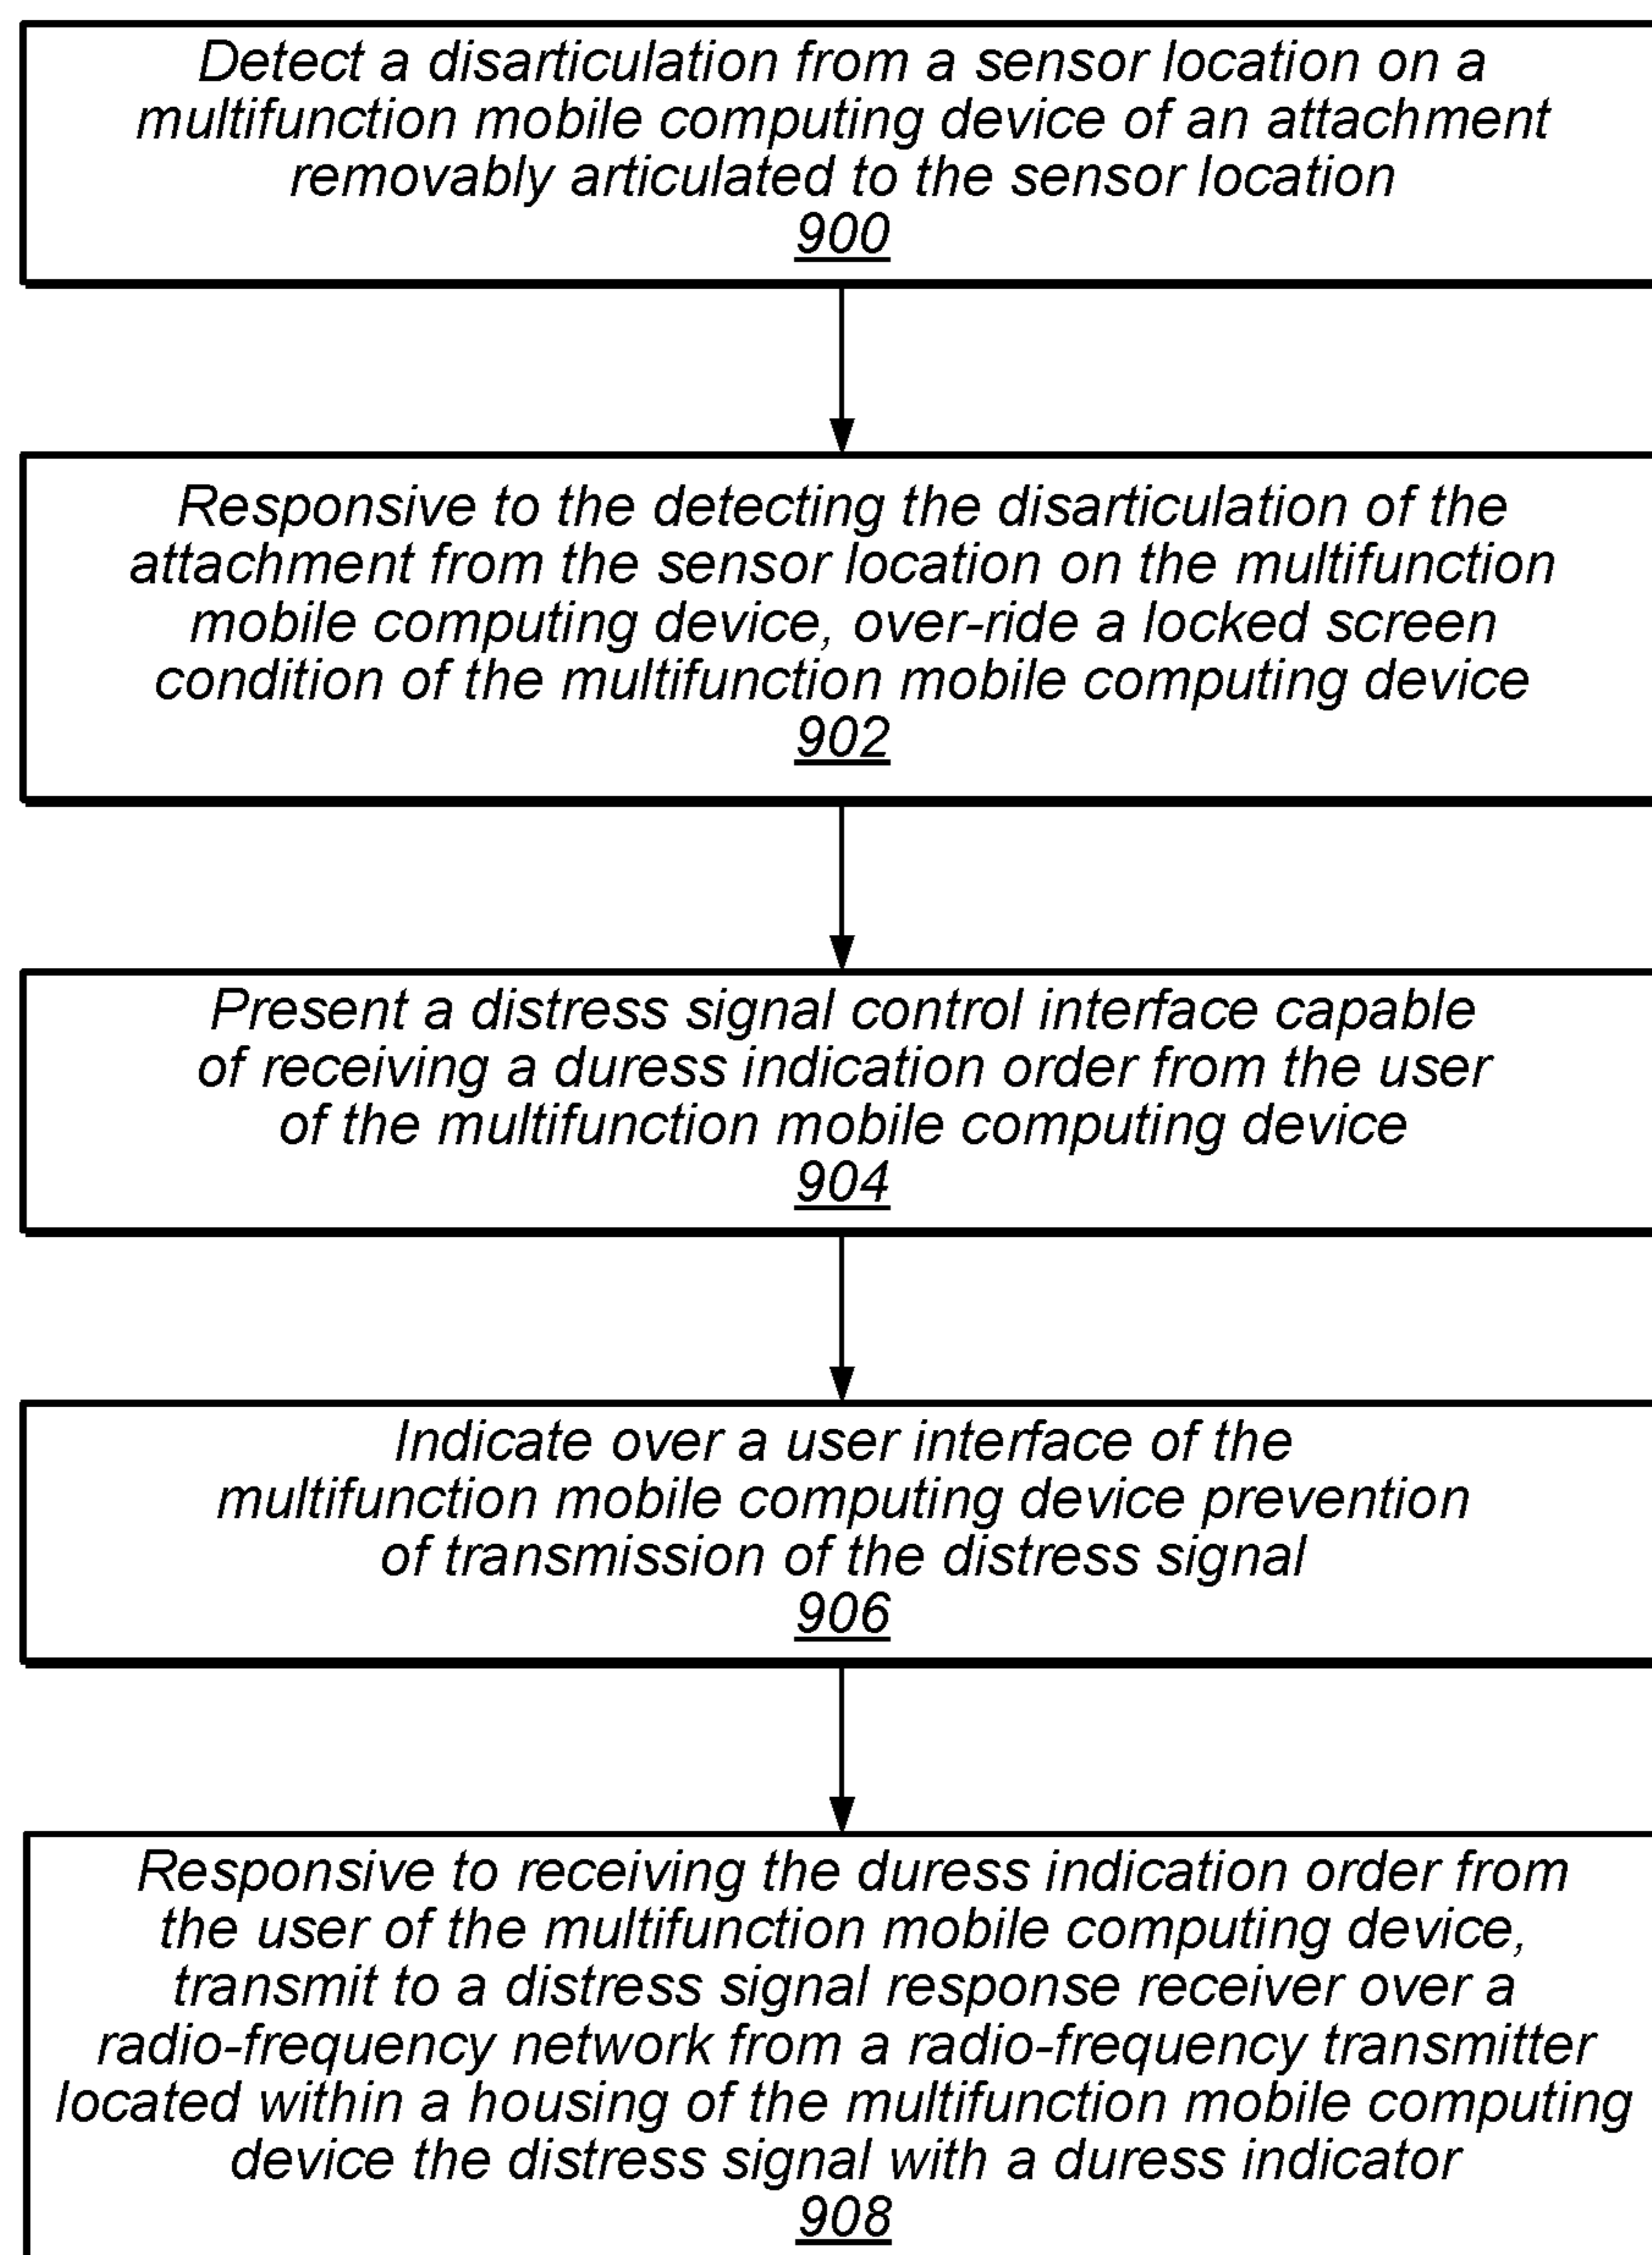 Detect a disarticulation from a sensor location on a
multifunction mobile computing device of an attachment
removably articulated to the sensor location
900
Responsive to the detecting the disarticulation of the
attachment from the sensor location on the multifunction
mobile computing device, over-ride a locked screen
condition of the multifunction mobile computing device
902
Present a distress signal control interface capable
of receiving a duress indication order from the user
of the multifunction mobile computing device
904
Indicate over a user interface of the
multifunction mobile computing device prevention
of transmission of the distress signal
906
Responsive to receiving the duress indication order from
the user of the multifunction mobile computing device,
transmit to a distress signal response receiver over a
radio-frequency network from a radio-frequency transmitter
located within a housing of the multifunction mobile computing
device the distress signal with a duress indicator
908